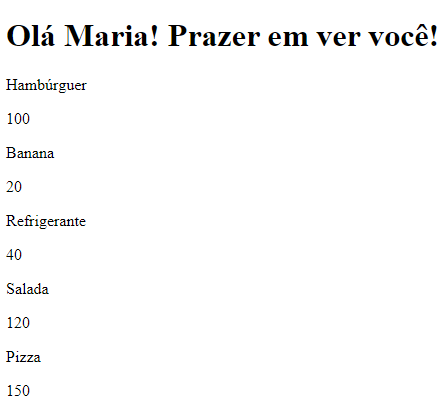 Olá Maria! Prazer em ver você!
Hambúrguer
100
Banana
20
Refrigerante
40
Salada
120
Pizza
150